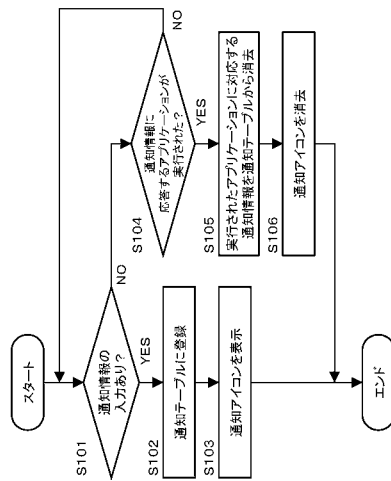 スタート
S101
通知情報の
入力あり？
NO
YES
S102
通知テーブルに登録
S103
通知アイコンを表示
S104
通知情報に
応答するアプリケーションが
実行された？
NO
YES
S105
実行されたアプリケーションに対応する
通知情報を通知テーブルから消去
S106
通知アイコンを消去
エンド